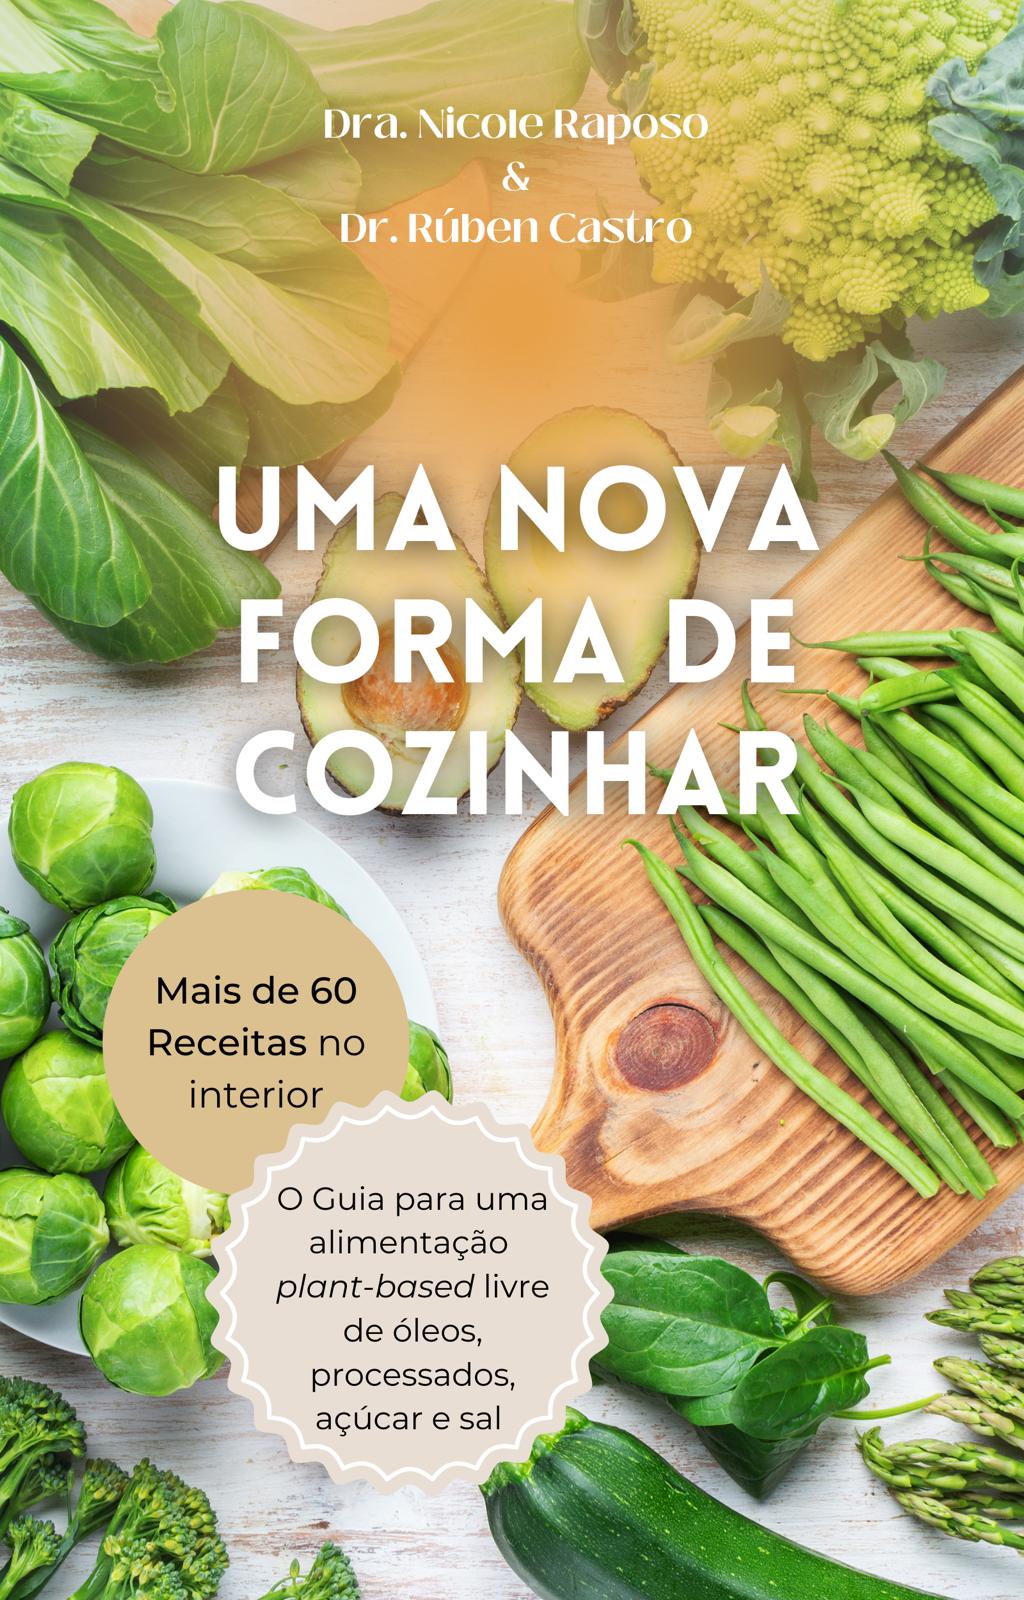 Dra. Nicole Raposo
&
Dr. Rúben Castro
UMA NOVA
FORMA DE
COZINHAR
Mais de 60
Receitas no
interior
O Guia para uma
alimentação
plant-based livre
de óleos,
processados,
açúcar e sal